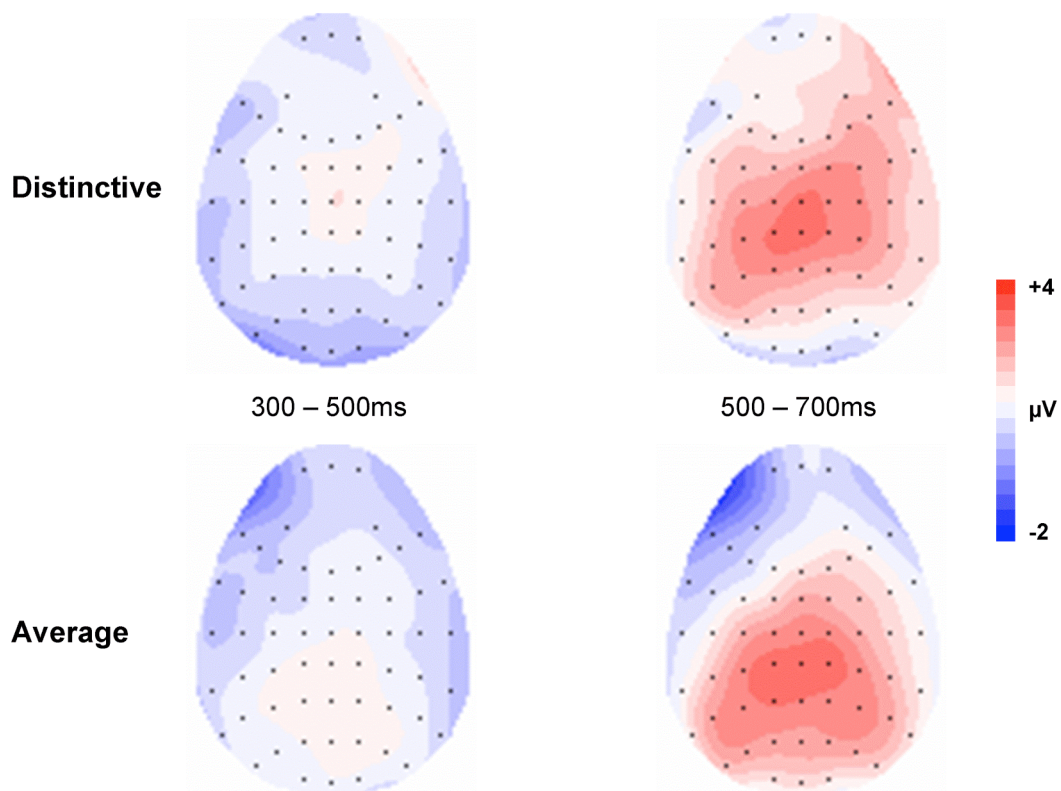 Distinctive
+4
300 – 500ms
500 – 700ms
µV
-2
Average